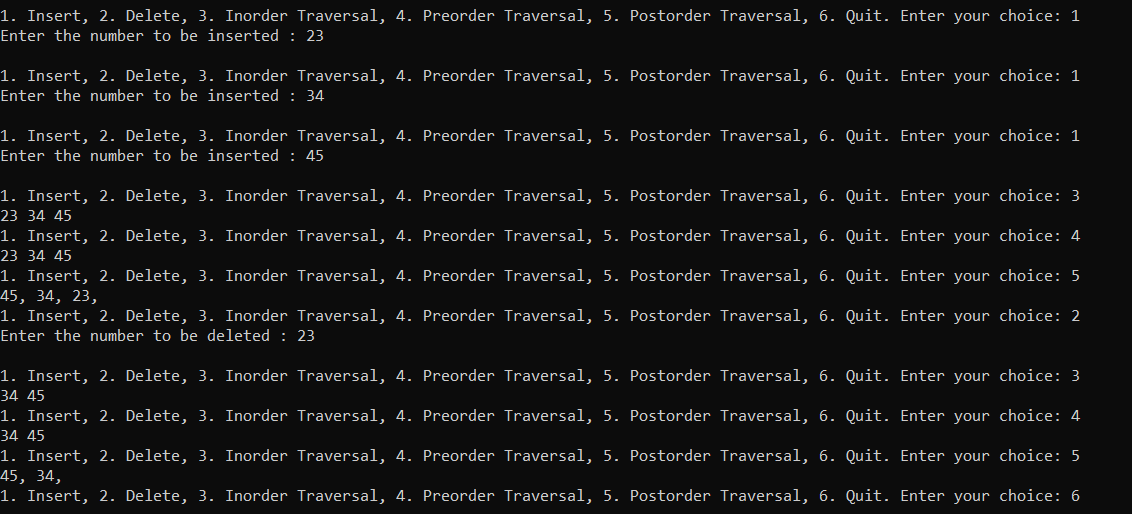 1. Insert, 2. Delete, 3. Inorder Traversal, 4. Preorder Traversal, 5. Postorder Traversal, 6. Quit. Enter your choice: 1
Enter the number to be inserted : 23
1. Insert, 2. Delete, 3. Inorder Traversal, 4. Preorder Traversal, 5. Postorder Traversal, 6. Quit. Enter your choice: 1
Enter the number to be inserted : 34
1. Insert, 2. Delete, 3. Inorder Traversal, 4. Preorder Traversal, 5. Postorder Traversal, 6. Quit. Enter your choice: 1
Enter the number to be inserted : 45
1. Insert, 2. Delete, 3. Inorder Traversal, 4. Preorder Traversal, 5. Postorder Traversal, 6. Quit. Enter your choice: 3
23 34 45
1. Insert, 2. Delete, 3. Inorder Traversal, 4. Preorder Traversal, 5. Postorder Traversal, 6. Quit. Enter your choice: 4
23 34 45
1. Insert, 2. Delete, 3. Inorder Traversal, 4. Preorder Traversal, 5. Postorder Traversal, 6. Quit. Enter your choice: 5
45, 34, 23,
1. Insert, 2. Delete, 3. Inorder Traversal, 4. Preorder Traversal, 5. Postorder Traversal, 6. Quit. Enter your choice: 2
Enter the number to be deleted : 23
1. Insert, 2. Delete, 3. Inorder Traversal, 4. Preorder Traversal, 5. Postorder Traversal, 6. Quit. Enter your choice: 3
34 45
1. Insert, 2. Delete, 3. Inorder Traversal, 4. Preorder Traversal, 5. Postorder Traversal, 6. Quit. Enter your choice: 4
34 45
1. Insert, 2. Delete, 3. Inorder Traversal, 4. Preorder Traversal, 5. Postorder Traversal, 6. Quit. Enter your choice: 5
45, 34,
1. Insert, 2. Delete, 3. Inorder Traversal, 4. Preorder Traversal, 5. Postorder Traversal, 6. Quit. Enter your choice: 6